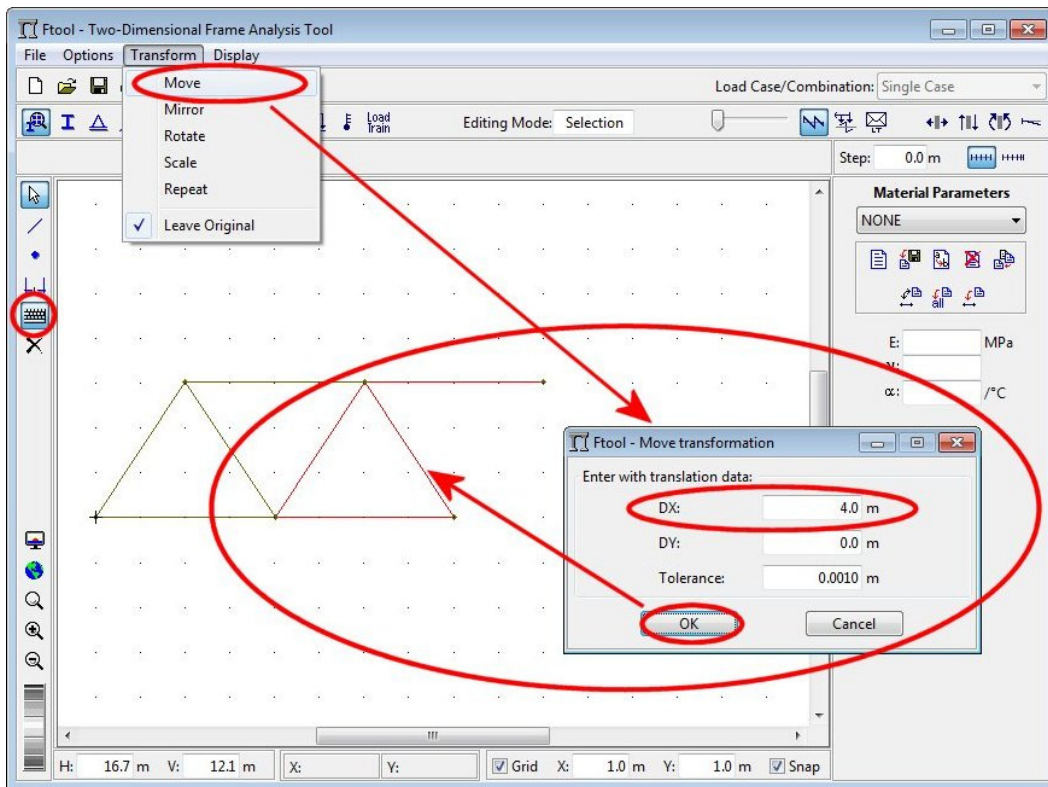 Ftool - Two-Dimensional Frame Analysis Tool
File Options Transform Display
Move
Mirror
Rotate
Scale
Repeat
Leave Original
Load Case/Combination: Single Case
Load Train
Editing Mode: Selection
Step: 0.0 m
Material Parameters
NONE
all
E: MPa
ν:
α: /°C
Ftool - Move transformation
Enter with translation data:
DX: 4.0 m
DY: 0.0 m
Tolerance: 0.0010 m
OK Cancel
H: 16.7 m V: 12.1 m X: Y: Grid X: 1.0 m Y: 1.0 m Snap